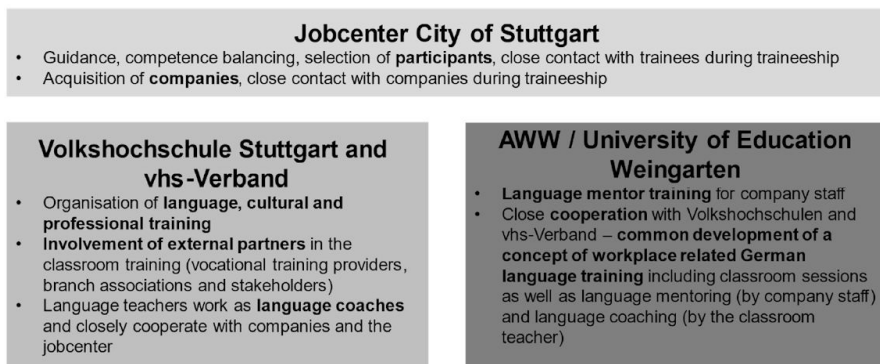 Jobcenter City of Stuttgart
• Guidance, competence balancing, selection of participants, close contact with trainees during traineeship
• Acquisition of companies, close contact with companies during traineeship
Volkshochschule Stuttgart and
vhs-Verband
• Organisation of language, cultural and
professional training
• Involvement of external partners in the
classroom training (vocational training providers,
branch associations and stakeholders)
• Language teachers work as language coaches
and closely cooperate with companies and the
jobcenter
AWW / University of Education
Weingarten
• Language mentor training for company staff
• Close cooperation with Volkshochschulen and
vhs-Verband – common development of a
concept of workplace related German
language training including classroom sessions
as well as language mentoring (by company staff)
and language coaching (by the classroom
teacher)